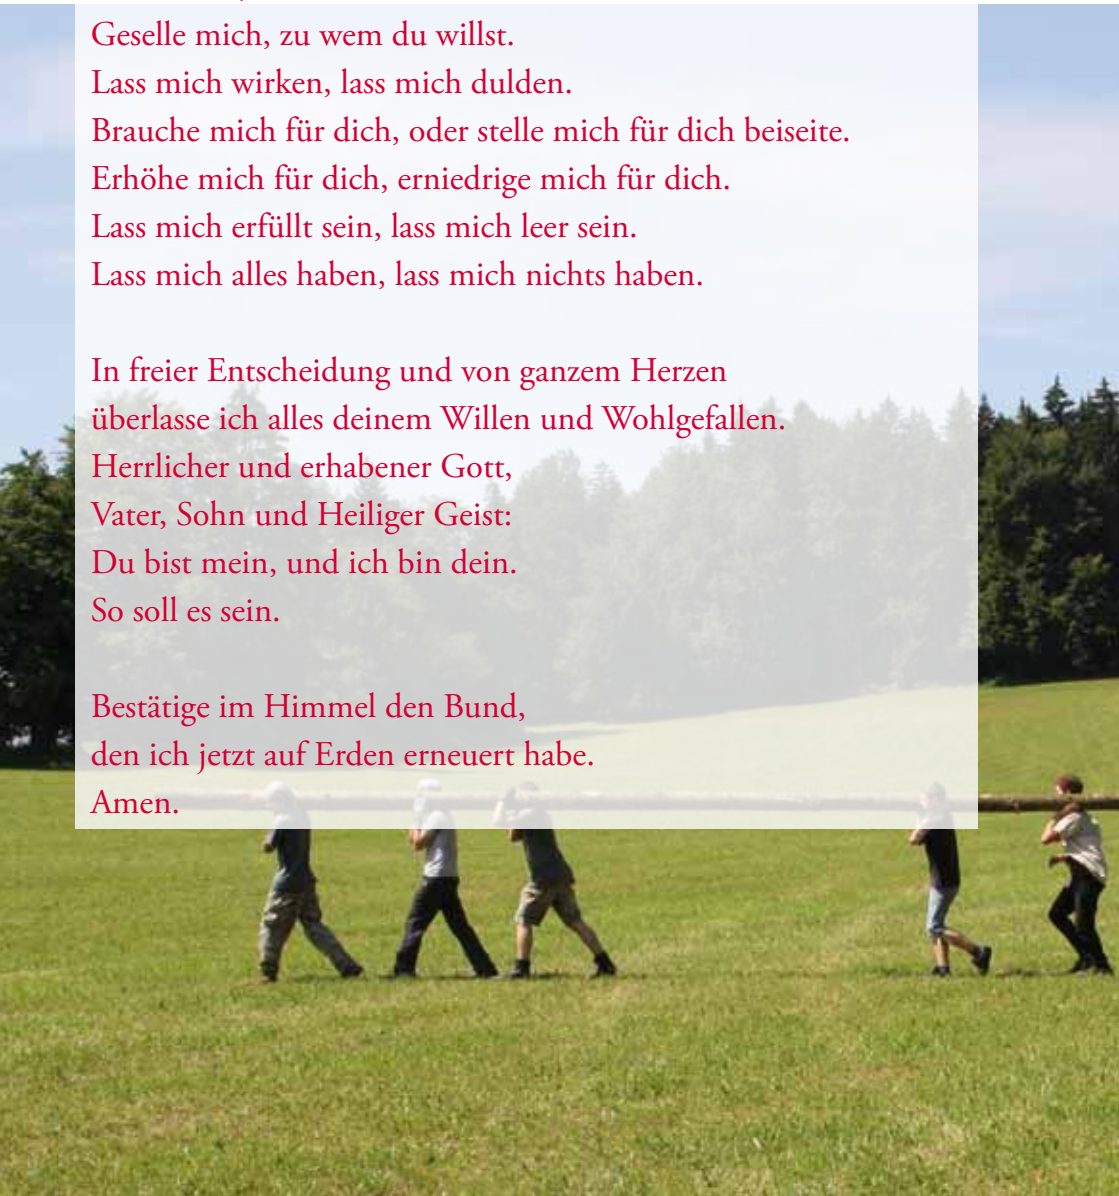 Geselle mich, zu wem du willst.
Lass mich wirken, lass mich dulden.
Brauche mich für dich, oder stelle mich für dich beiseite.
Erhöhe mich für dich, erniedrige mich für dich.
Lass mich erfüllt sein, lass mich leer sein.
Lass mich alles haben, lass mich nichts haben.
In freier Entscheidung und von ganzem Herzen
überlasse ich alles deinem Willen und Wohlgefallen.
Herrlicher und erhabener Gott,
Vater, Sohn und Heiliger Geist:
Du bist mein, und ich bin dein.
So soll es sein.
Bestätige im Himmel den Bund,
den ich jetzt auf Erden erneuert habe.
Amen.